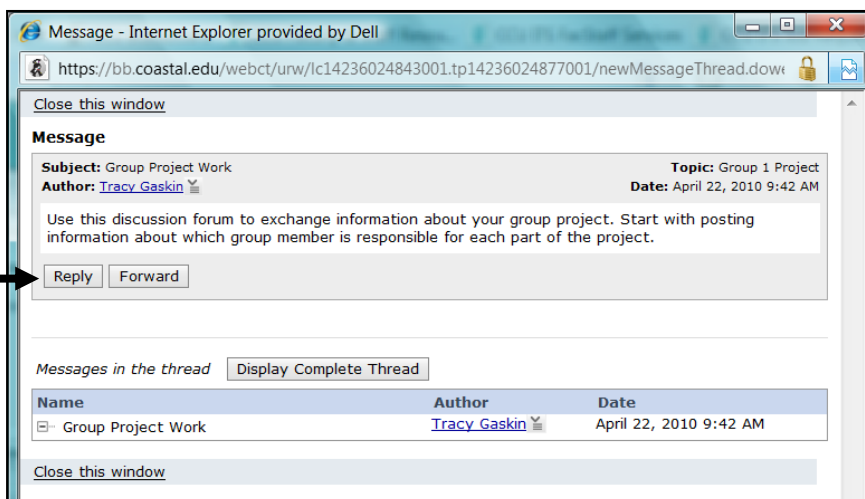 Message - Internet Explorer provided by Dell
https://bb.coastal.edu/webct/urw/lc14236024843001.tp14236024877001/newMessageThread.dowe
Close this window
Message
Subject: Group Project Work Topic: Group 1 Project
Author: Tracy Gaskin Date: April 22, 2010 9:42 AM
Use this discussion forum to exchange information about your group project. Start with posting
information about which group member is responsible for each part of the project.
Reply Forward
Messages in the thread Display Complete Thread
Name Author Date
Group Project Work Tracy Gaskin April 22, 2010 9:42 AM
Close this window